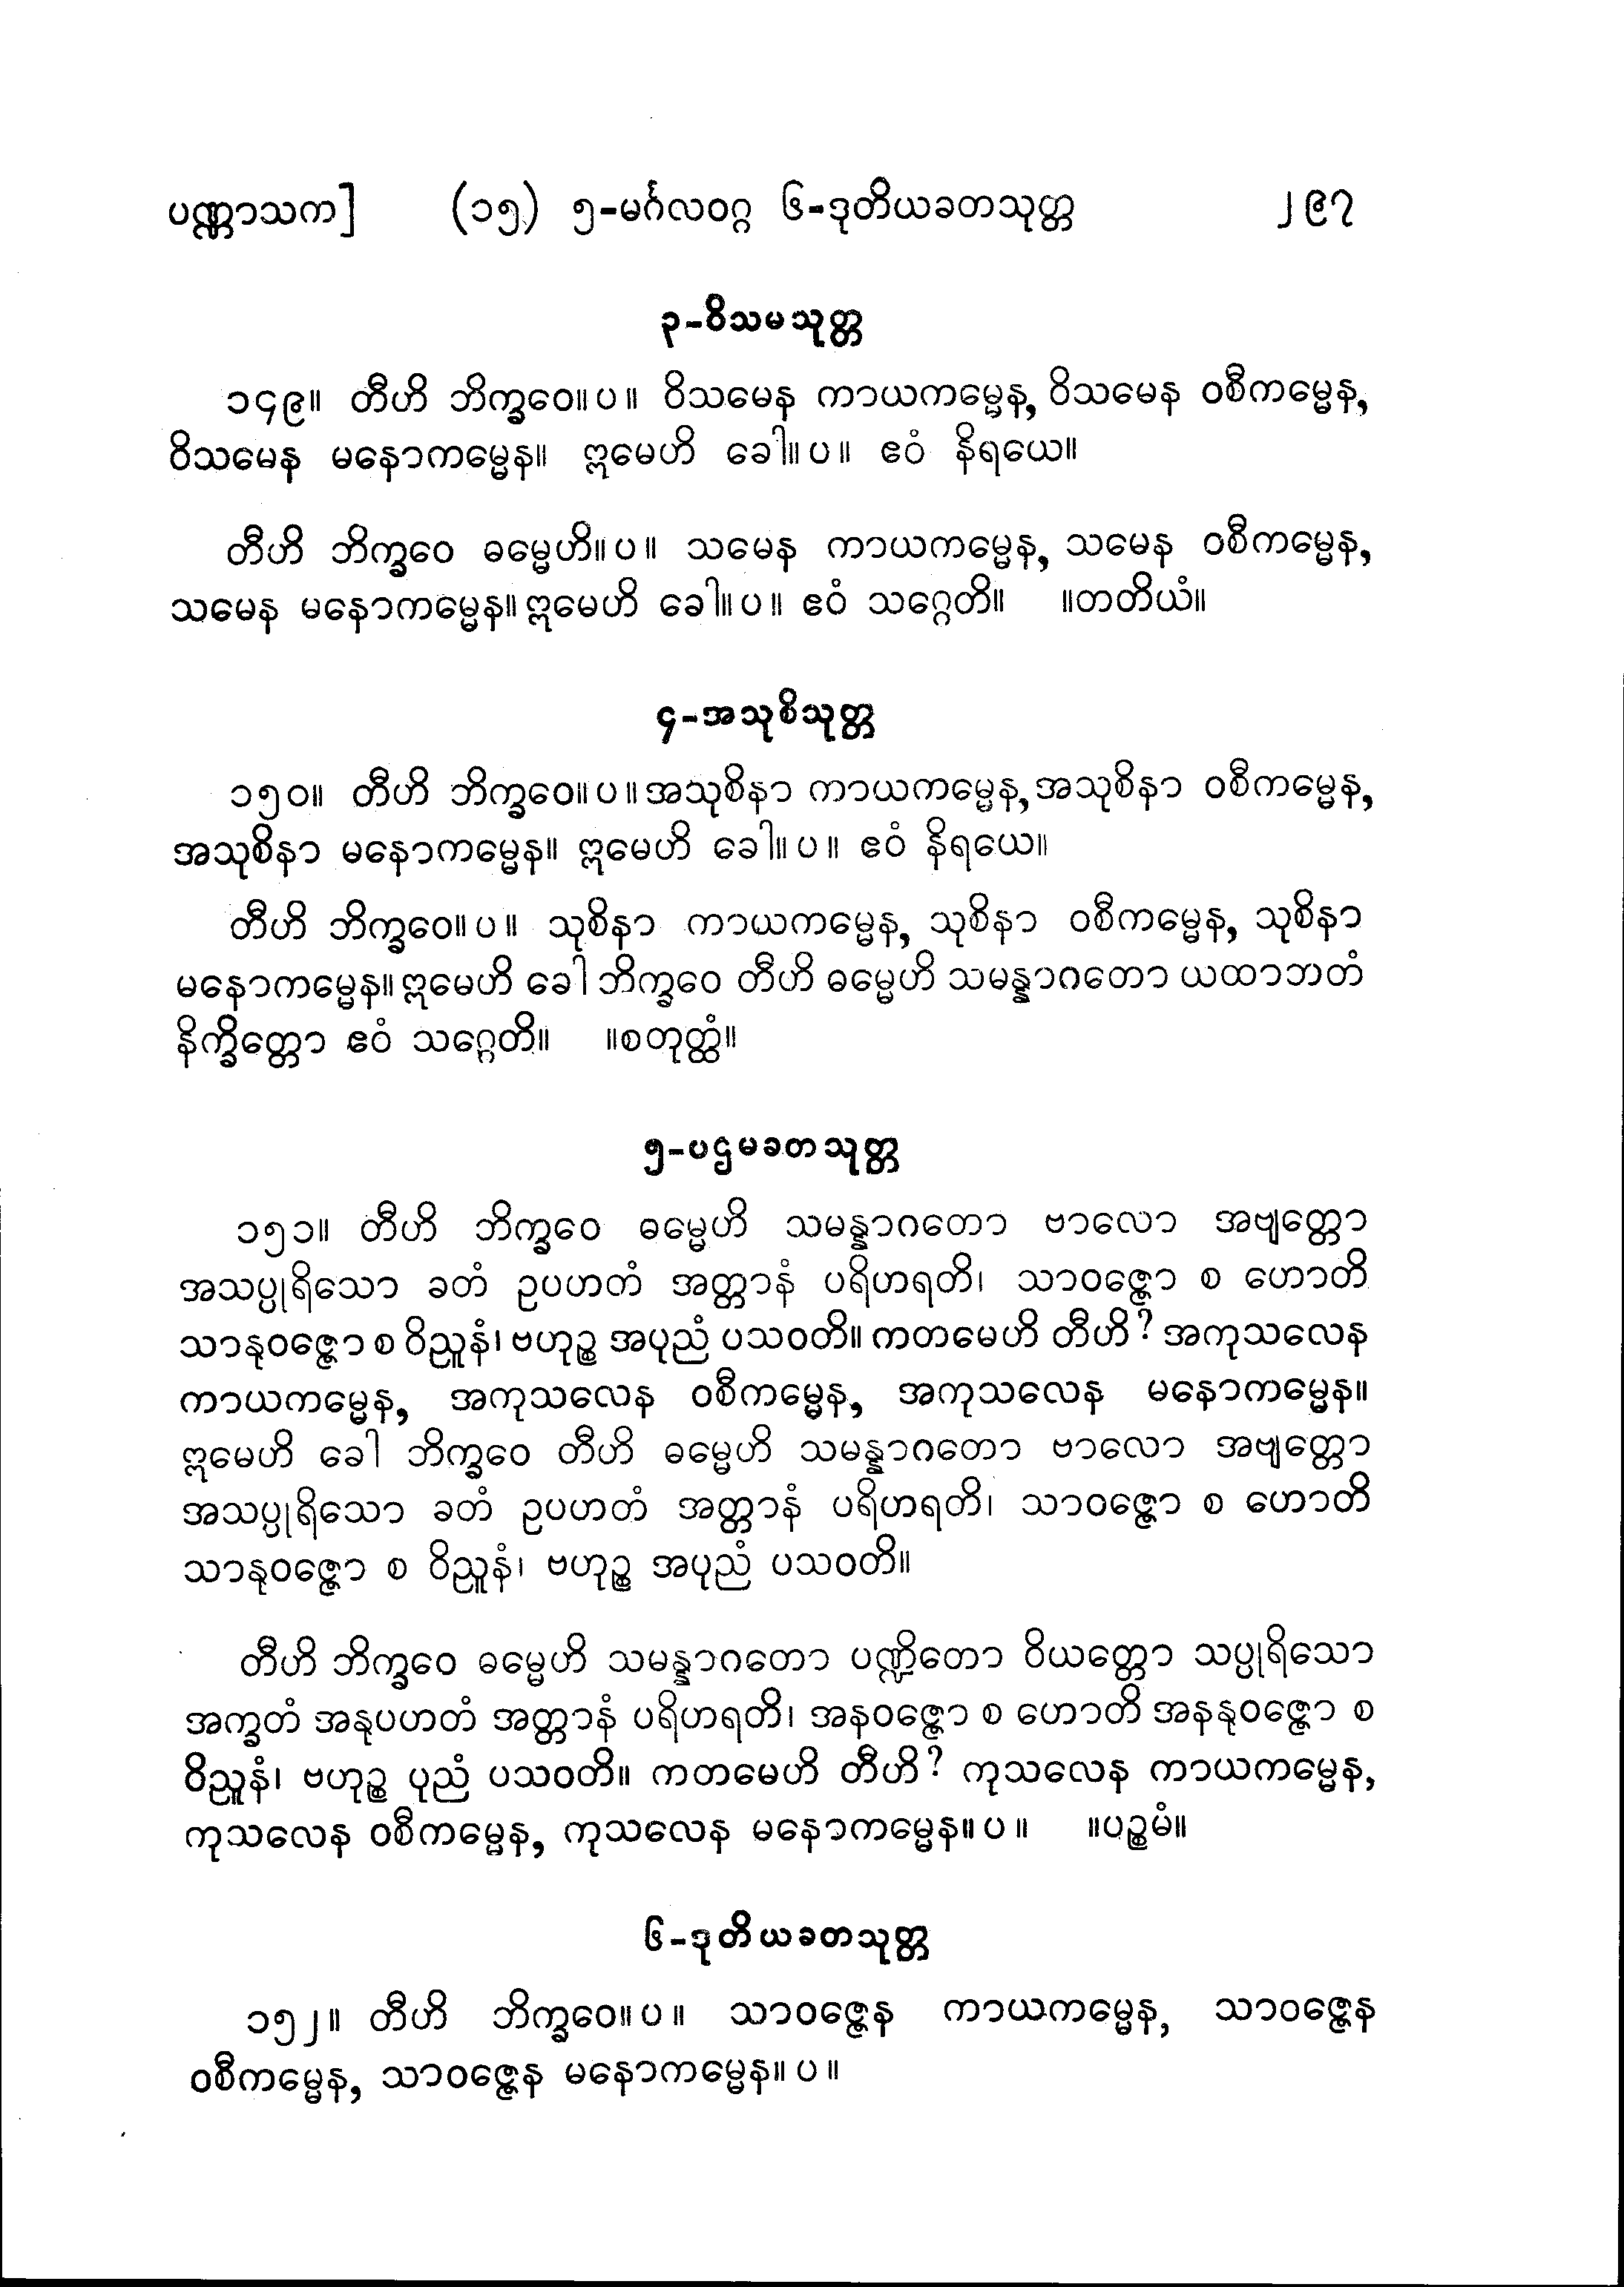 ပဏ္ဏာသက] (၁၅) ၅-မင်္ဂလဝဂ္ဂ ၆-ဒုတိယခတသုတ္တ ၂၉၇
၃-ဝိသမသုတ္တ
၁၄၉။ တီဟိ ဘိက္ခဝေ။ပ။ ဝိသမေန ကာယကမ္မေန, ဝိသမေန ဝစီကမ္မေန,
ဝိသမေန မနောကမ္မေန။ ဣမေဟိ ခေါ။ပ။ ဧဝံ နိရယေ။
တီဟိ ဘိက္ခဝေ ဓမ္မေဟိ။ပ။ သမေန ကာယကမ္မေန, သမေန ဝစီကမ္မေန,
သမေန မနောကမ္မေန။ ဣမေဟိ ခေါ။ပ။ ဧဝံ သဂ္ဂေတိ။ ။တတိယံ။
၄-အသုစိသုတ္တ
၁၅၀။ တီဟိ ဘိက္ခဝေ။ပ။ အသုစိနာ ကာယကမ္မေန, အသုစိနာ ဝစီကမ္မေန,
အသုစိနာ မနောကမ္မေန။ ဣမေဟိ ခေါ။ပ။ ဧဝံ နိရယေ။
တီဟိ ဘိက္ခဝေ။ပ။ သုစိနာ ကာယကမ္မေန, သုစိနာ ဝစီကမ္မေန, သုစိနာ
မနောကမ္မေန။ ဣမေဟိ ခေါ ဘိက္ခဝေ တီဟိ ဓမ္မေဟိ သမန္နာဂတော ယထာဘတံ
နိက္ခိတ္တော ဧဝံ သဂ္ဂေတိ။ ။စတုတ္ထံ။
၅-ပဌမခတသုတ္တ
၁၅၁။ တီဟိ ဘိက္ခဝေ ဓမ္မေဟိ သမန္နာဂတော ဗာလော အဗျတ္တော
အသပ္ပုရိသော ခတံ ဥပဟတံ အတ္တာနံ ပရိဟရတိ၊ သာဝဇ္ဇော စ ဟောတိ
သာနုဝဇ္ဇော စ ဝိညူနံ၊ ဗဟုဉ္စ အပုညံ ပသဝတိ။ ကတမေဟိ တီဟိ? အကုသလေန
ကာယကမ္မေန, အကုသလေန ဝစီကမ္မေန, အကုသလေန မနောကမ္မေန။
ဣမေဟိ ခေါ ဘိက္ခဝေ တီဟိ ဓမ္မေဟိ သမန္နာဂတော ဗာလော အဗျတ္တော
အသပ္ပုရိသော ခတံ ဥပဟတံ အတ္တာနံ ပရိဟရတိ၊ သာဝဇ္ဇော စ ဟောတိ
သာနုဝဇ္ဇော စ ဝိညူနံ၊ ဗဟုဉ္စ အပုညံ ပသဝတိ။
တီဟိ ဘိက္ခဝေ ဓမ္မေဟိ သမန္နာဂတော ပဏ္ဍိတော ဝိယတ္တော သပ္ပုရိသော
အက္ခတံ အနုပဟတံ အတ္တာနံ ပရိဟရတိ၊ အနဝဇ္ဇော စ ဟောတိ အနနုဝဇ္ဇော စ
ဝိညူနံ၊ ဗဟုဉ္စ ပုညံ ပသဝတိ။ ကတမေဟိ တီဟိ? ကုသလေန ကာယကမ္မေန,
ကုသလေန ဝစီကမ္မေန, ကုသလေန မနောကမ္မေန။ပ။ ။ပဉ္စမံ။
၆-ဒုတိယခတသုတ္တ
၁၅၂။ တီဟိ ဘိက္ခဝေ။ပ။ သာဝဇ္ဇေန ကာယကမ္မေန, သာဝဇ္ဇေန
ဝစီကမ္မေန, သာဝဇ္ဇေန မနောကမ္မေန။ပ။